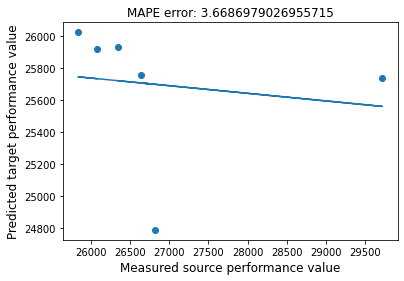 MAPE error: 3.6686979026955715
Predicted target performance value
26000
25800
25600
25400
25200
25000
24800
26000 26500 27000 27500 28000 28500 29000 29500
Measured source performance value